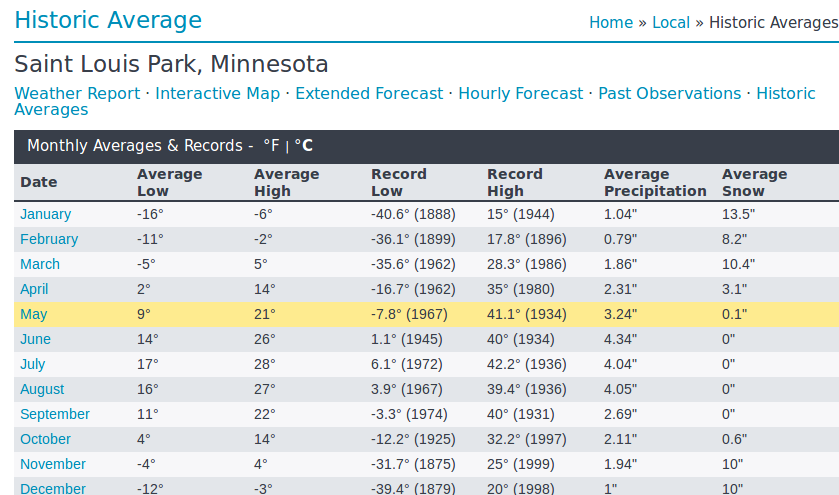 Historic Average
Home » Local » Historic Averages
Saint Louis Park, Minnesota
Weather Report · Interactive Map · Extended Forecast · Hourly Forecast · Past Observations · Historic
Averages
Monthly Averages & Records - °F | °C
Date Average Low Average High Record Low Record High Average Precipitation Average Snow
January -16° -6° -40.6° (1888) 15° (1944) 1.04" 13.5"
February -11° -2° -36.1° (1899) 17.8° (1896) 0.79" 8.2"
March -5° 5° -35.6° (1962) 28.3° (1986) 1.86" 10.4"
April 2° 14° -16.7° (1962) 35° (1980) 2.31" 3.1"
May 9° 21° -7.8° (1967) 41.1° (1934) 3.24" 0.1"
June 14° 26° 1.1° (1945) 40° (1934) 4.34" 0"
July 17° 28° 6.1° (1972) 42.2° (1936) 4.04" 0"
August 16° 27° 3.9° (1967) 39.4° (1936) 4.05" 0"
September 11° 22° -3.3° (1974) 40° (1931) 2.69" 0"
October 4° 14° -12.2° (1925) 32.2° (1997) 2.11" 0.6"
November -4° 4° -31.7° (1875) 25° (1999) 1.94" 10"
December -12° -3° -39.4° (1879) 20° (1998) 1" 10"